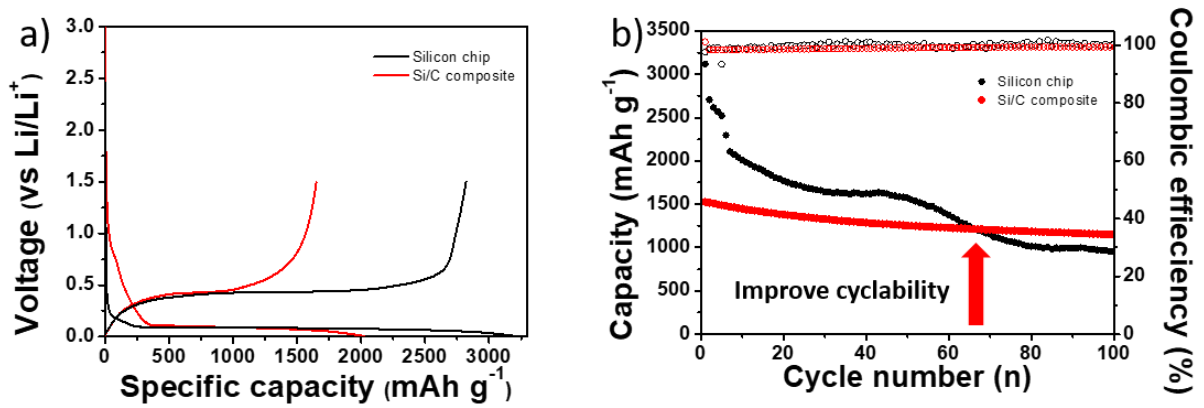 a)
3.0
2.5
2.0
1.5
1.0
0.5
0.0
Voltage (vs Li/Li⁺)
Silicon chip
Si/C composite
0 500 1000 1500 2000 2500 3000
Specific capacity (mAh g⁻¹)
b)
3500
3000
2500
2000
1500
1000
500
0
Capacity (mAh g⁻¹)
Silicon chip
Si/C composite
Improve cyclability
0 20 40 60 80 100
Cycle number (n)
100
80
60
40
20
0
Coulombic effieciency (%)